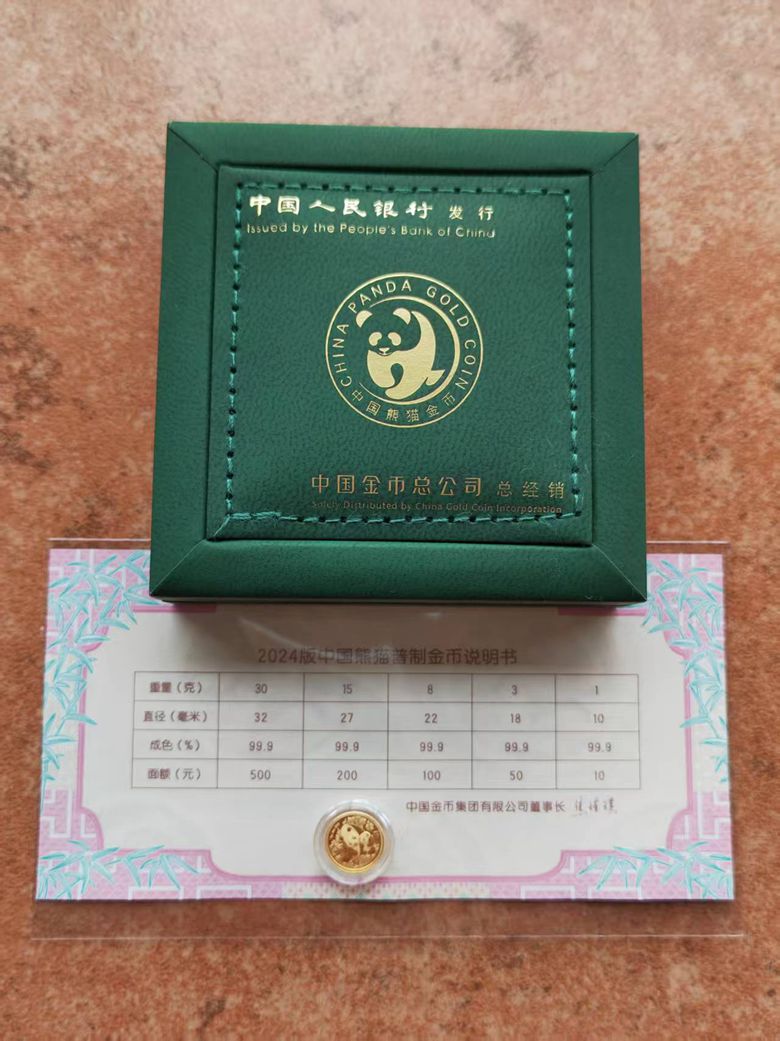 中国人民银行 发行
Issued by the People's Bank of China
CHINA PANDA GOLD COIN
中国熊猫金币
中国金币总公司 总经销
Solely Distributed by China Gold Coin Incorporation
2024版中国熊猫普制金币说明书
重量（克） 30 15 8 3 1
直径（毫米） 32 27 22 18 10
成色（%） 99.9 99.9 99.9 99.9 99.9
面额（元） 500 200 100 50 10
中国金币集团有限公司董事长